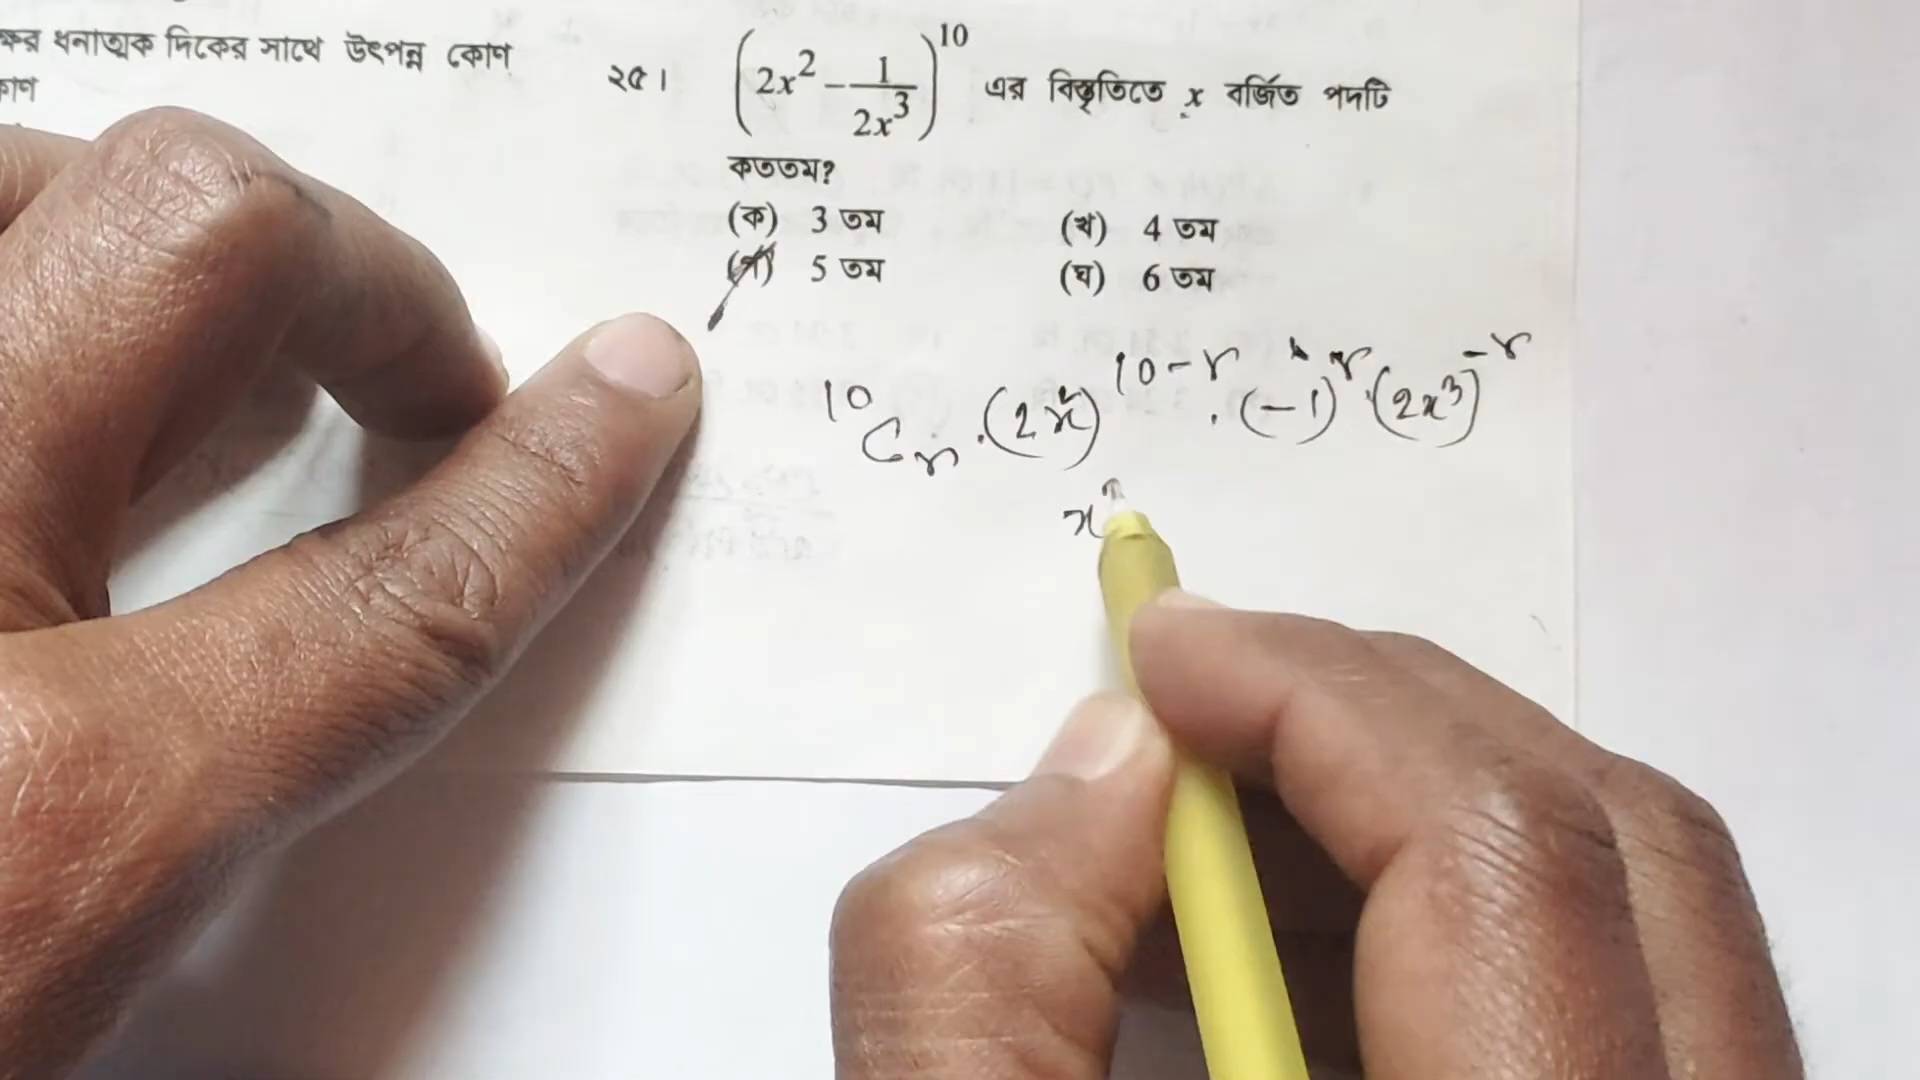 ধনাত্মক দিকের সাথে উৎপন্ন কোণ
২৫। (2x² − 1/2x³)¹⁰ এর বিস্তৃতিতে x বর্জিত পদটি
কততম?
(ক) 3 তম (খ) 4 তম
(গ) 5 তম (ঘ) 6 তম
¹⁰Cᵣ . (2x²)¹⁰⁻ʳ . (−1)ʳ . (2x³)⁻ʳ
x